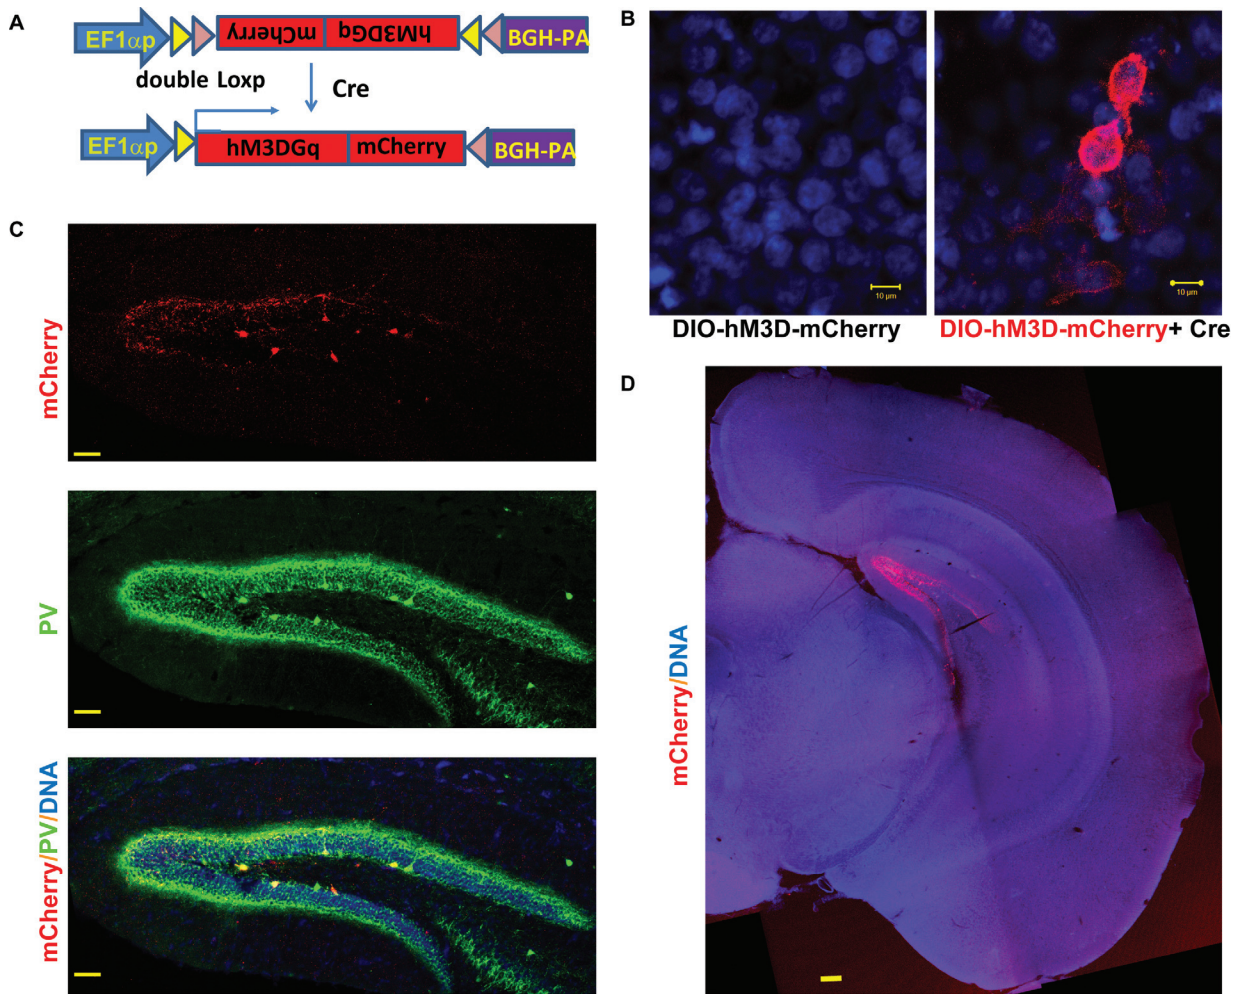 A
EF1αp mCherry hM3DGq BGH-PA
double Loxp Cre
EF1αp hM3DGq mCherry BGH-PA
B
10 µm
10 µm
DIO-hM3D-mCherry
DIO-hM3D-mCherry+ Cre
C
mCherry
PV
mCherry/PV/DNA
D
mCherry/DNA